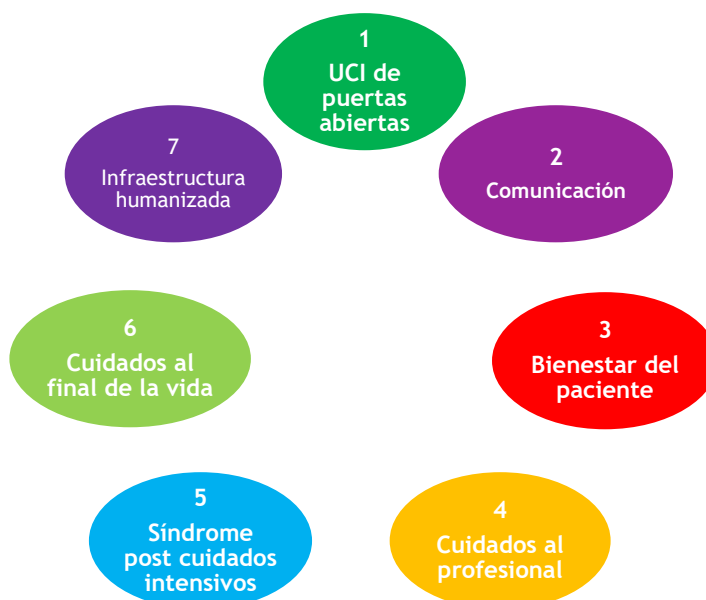 1
UCI de
puertas
abiertas
2
Comunicación
3
Bienestar del
paciente
4
Cuidados al
profesional
5
Síndrome
post cuidados
intensivos
6
Cuidados al
final de la vida
7
Infraestructura
humanizada